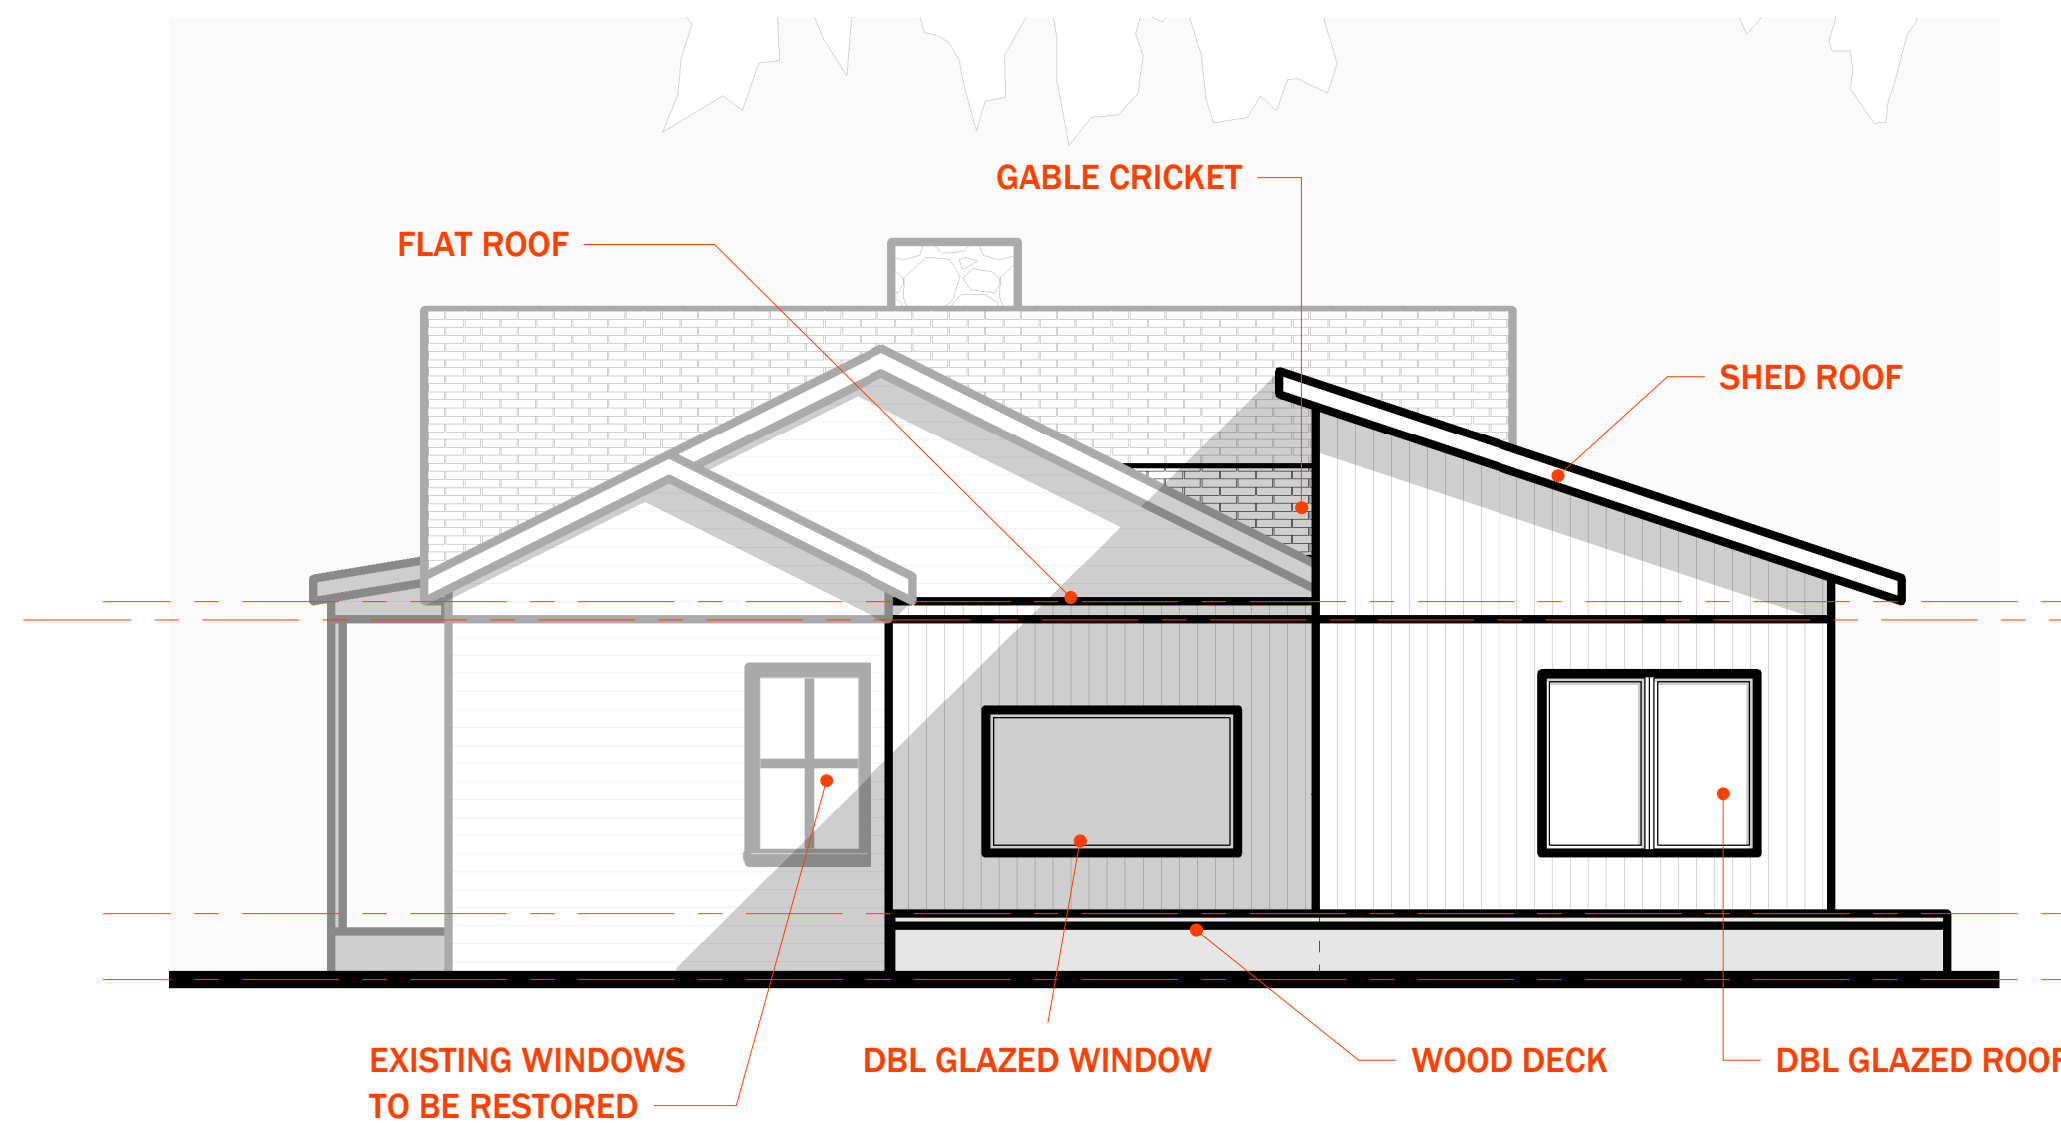 GABLE CRICKET
FLAT ROOF
SHED ROOF
EXISTING WINDOWS
TO BE RESTORED
DBL GLAZED WINDOW
WOOD DECK
DBL GLAZED ROOF